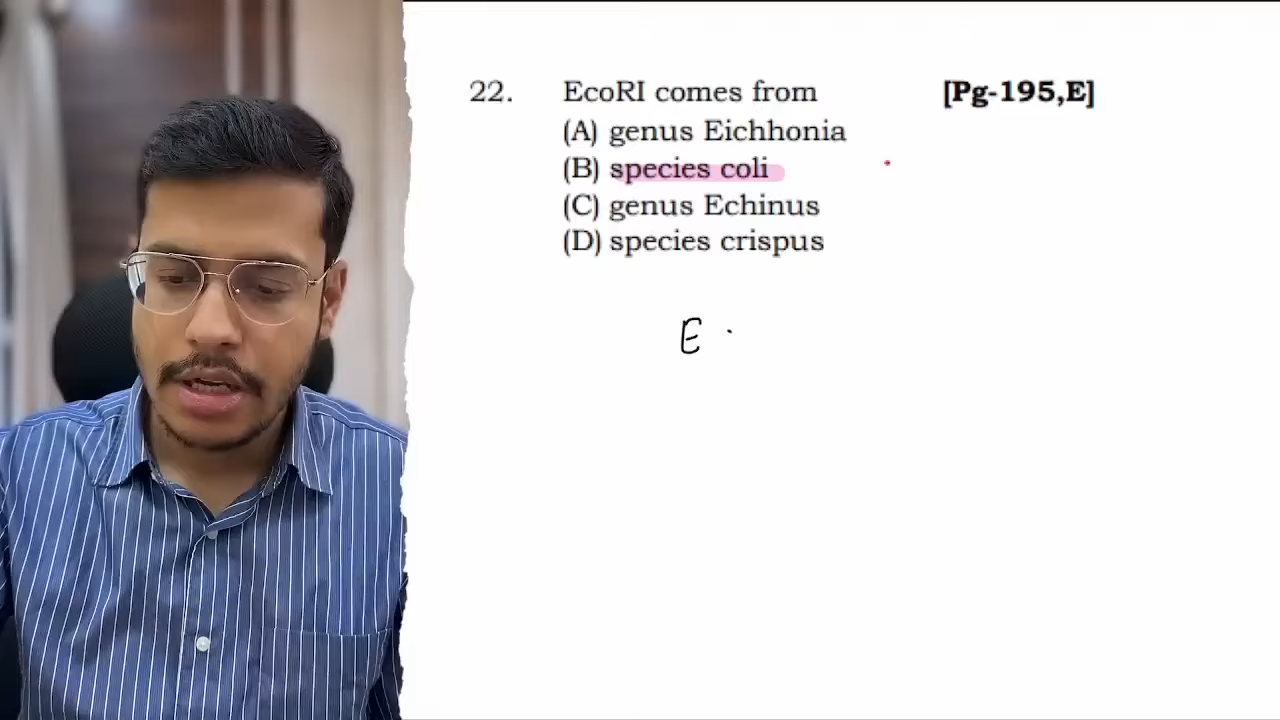 22. EcoRI comes from [Pg-195,E]
(A) genus Eichhonia
(B) species coli
(C) genus Echinus
(D) species crispus
E .